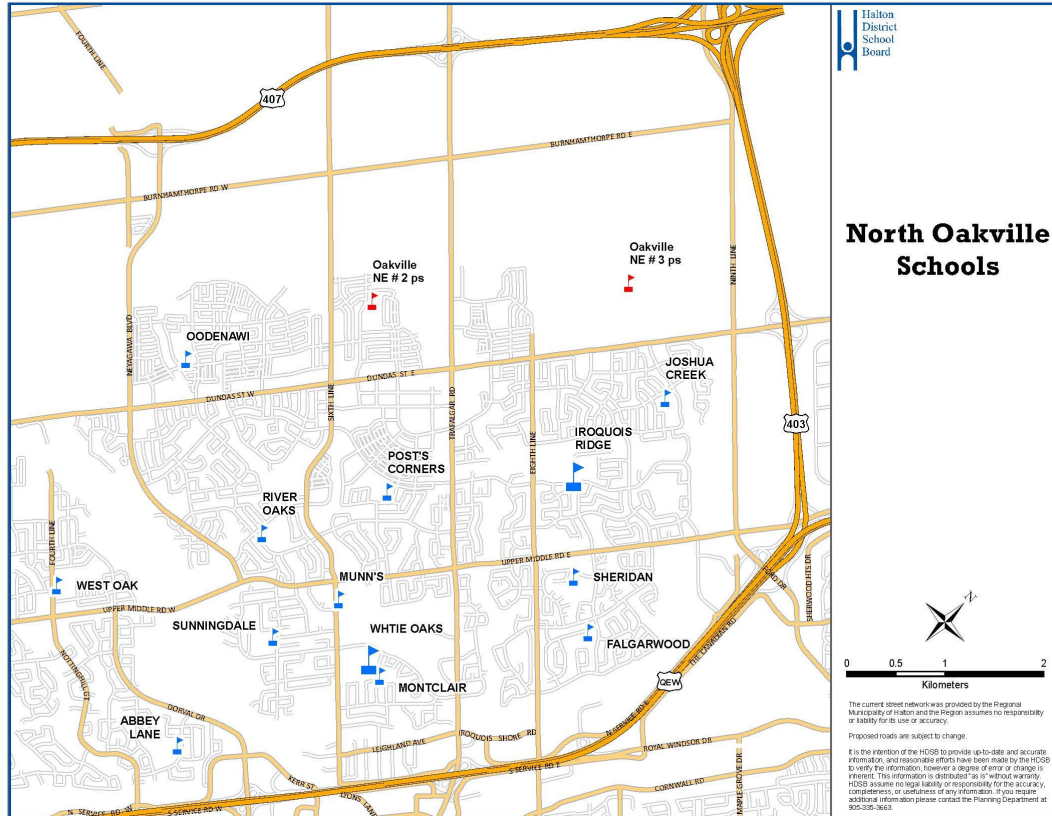 Halton
District
School
Board
North Oakville
Schools
FOURTH LINE
407
BURNHAMTHORPE RD E
BURNHAMTHORPE RD W
NINTH LINE
Oakville
NE # 2 ps
Oakville
NE # 3 ps
NEYAGAWA BLVD
OODENAWI
DUNDAS ST E
DUNDAS ST W
SIXTH LINE
TRAFALGAR RD
EIGHTH LINE
JOSHUA
CREEK
403
IROQUOIS
RIDGE
POST'S
CORNERS
RIVER
OAKS
FOURTH LINE
UPPER MIDDLE RD E
WEST OAK
MUNN'S
SHERIDAN
FORD DR
SHERWOOD HTS DR
UPPER MIDDLE RD W
SUNNINGDALE
WHTIE OAKS
FALGARWOOD
THE CANADIAN RD
QEW
MONTCLAIR
DORVAL DR
ABBEY
LANE
IROQUOIS SHORE RD
LEIGHLAND AVE
N SERVICE RD E
ROYAL WINDSOR DR
S SERVICE RD E
KERR ST
CORNWALL RD
MAPLE GROVE DR
N SERVICE RD W
S SERVICE RD W
N
0 0.5 1 2
Kilometers
The current street network was provided by the Regional
Municipality of Halton and the Region assumes no responsibility
or liability for its use or accuracy.
Proposed roads are subject to change.
It is the intention of the HDSB to provide up-to-date and accurate
information, and reasonable efforts have been made by the HDSB
to verify the information, however a degree of error or change is
inherent. This information is distributed "as is" without warranty.
HDSB assume no legal liability or responsibility for the accuracy,
completeness, or usefulness of any information. If you require
additional information please contact the Planning Department at
905-335-3663.